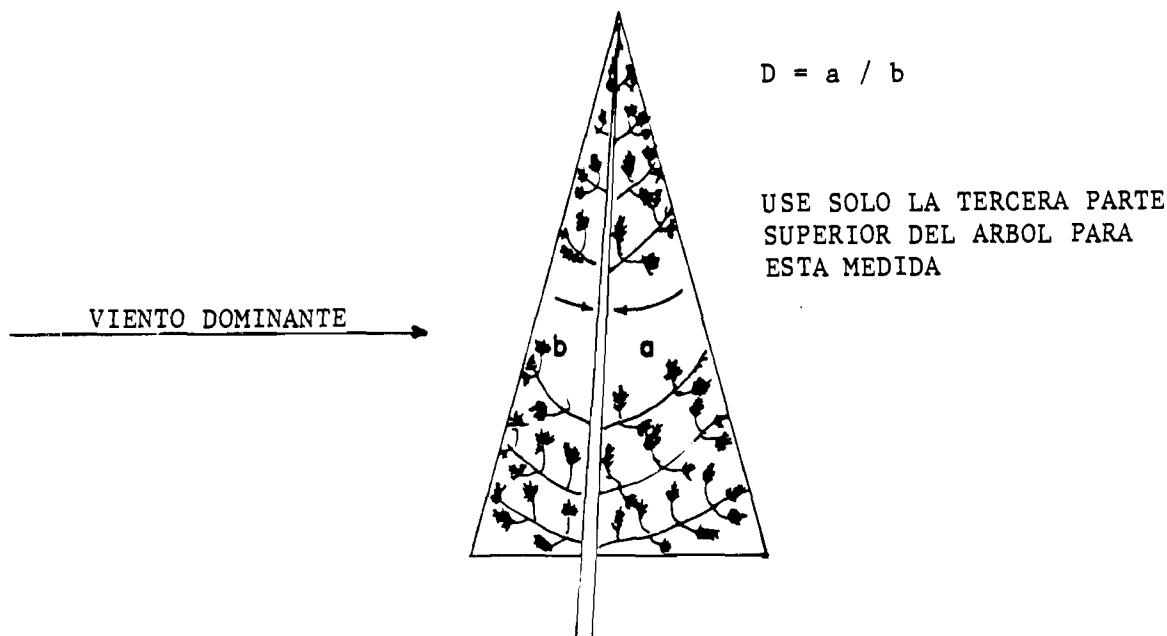 D = a / b
USE SOLO LA TERCERA PARTE
SUPERIOR DEL ARBOL PARA
ESTA MEDIDA
VIENTO DOMINANTE
b a